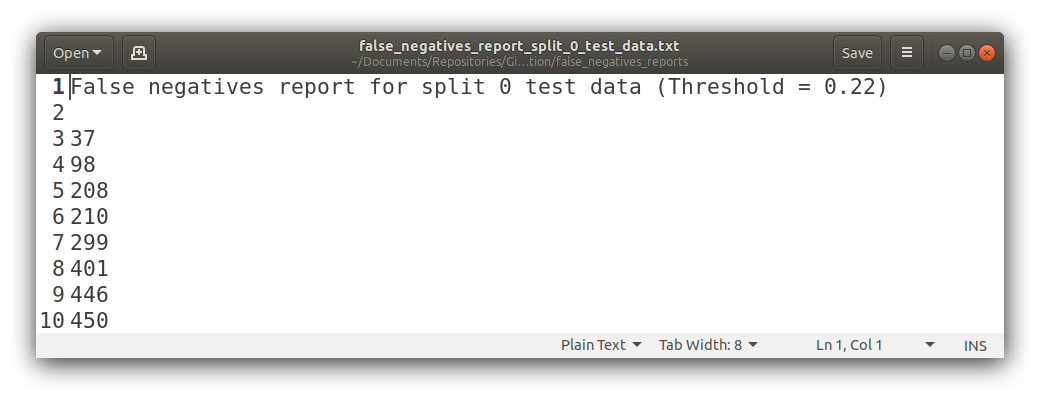 Open
false_negatives_report_split_0_test_data.txt
~/Documents/Repositories/Gi...tion/false_negatives_reports
Save
1 False negatives report for split 0 test data (Threshold = 0.22)
2
3 37
4 98
5 208
6 210
7 299
8 401
9 446
10 450
Plain Text Tab Width: 8 Ln 1, Col 1 INS